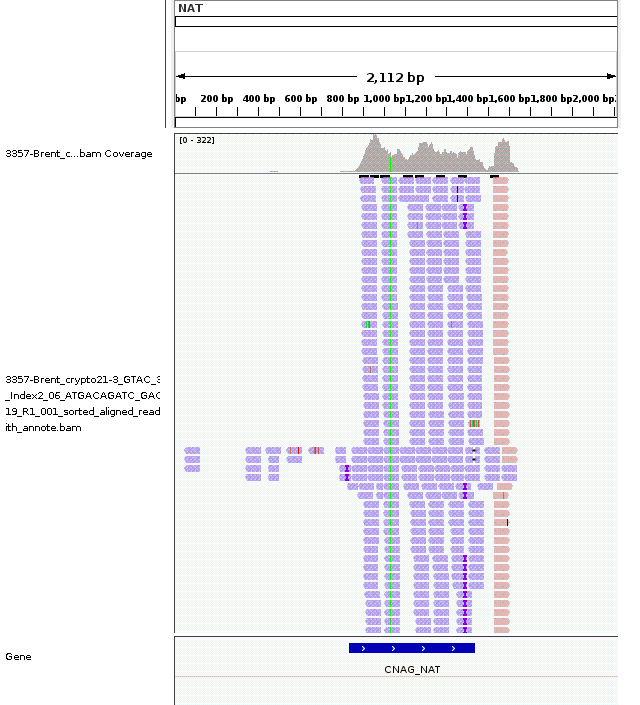 NAT
2,112 bp
bp 200 bp 400 bp 600 bp 800 bp 1,000 bp 1,200 bp 1,400 bp 1,600 bp 1,800 bp 2,000 bp
[0 - 322]
3357-Brent_c...bam Coverage
3357-Brent_crypto21-3_GTAC_3
_Index2_06_ATGACAGATC_GAC
19_R1_001_sorted_aligned_read
ith_annote.bam
Gene
CNAG_NAT